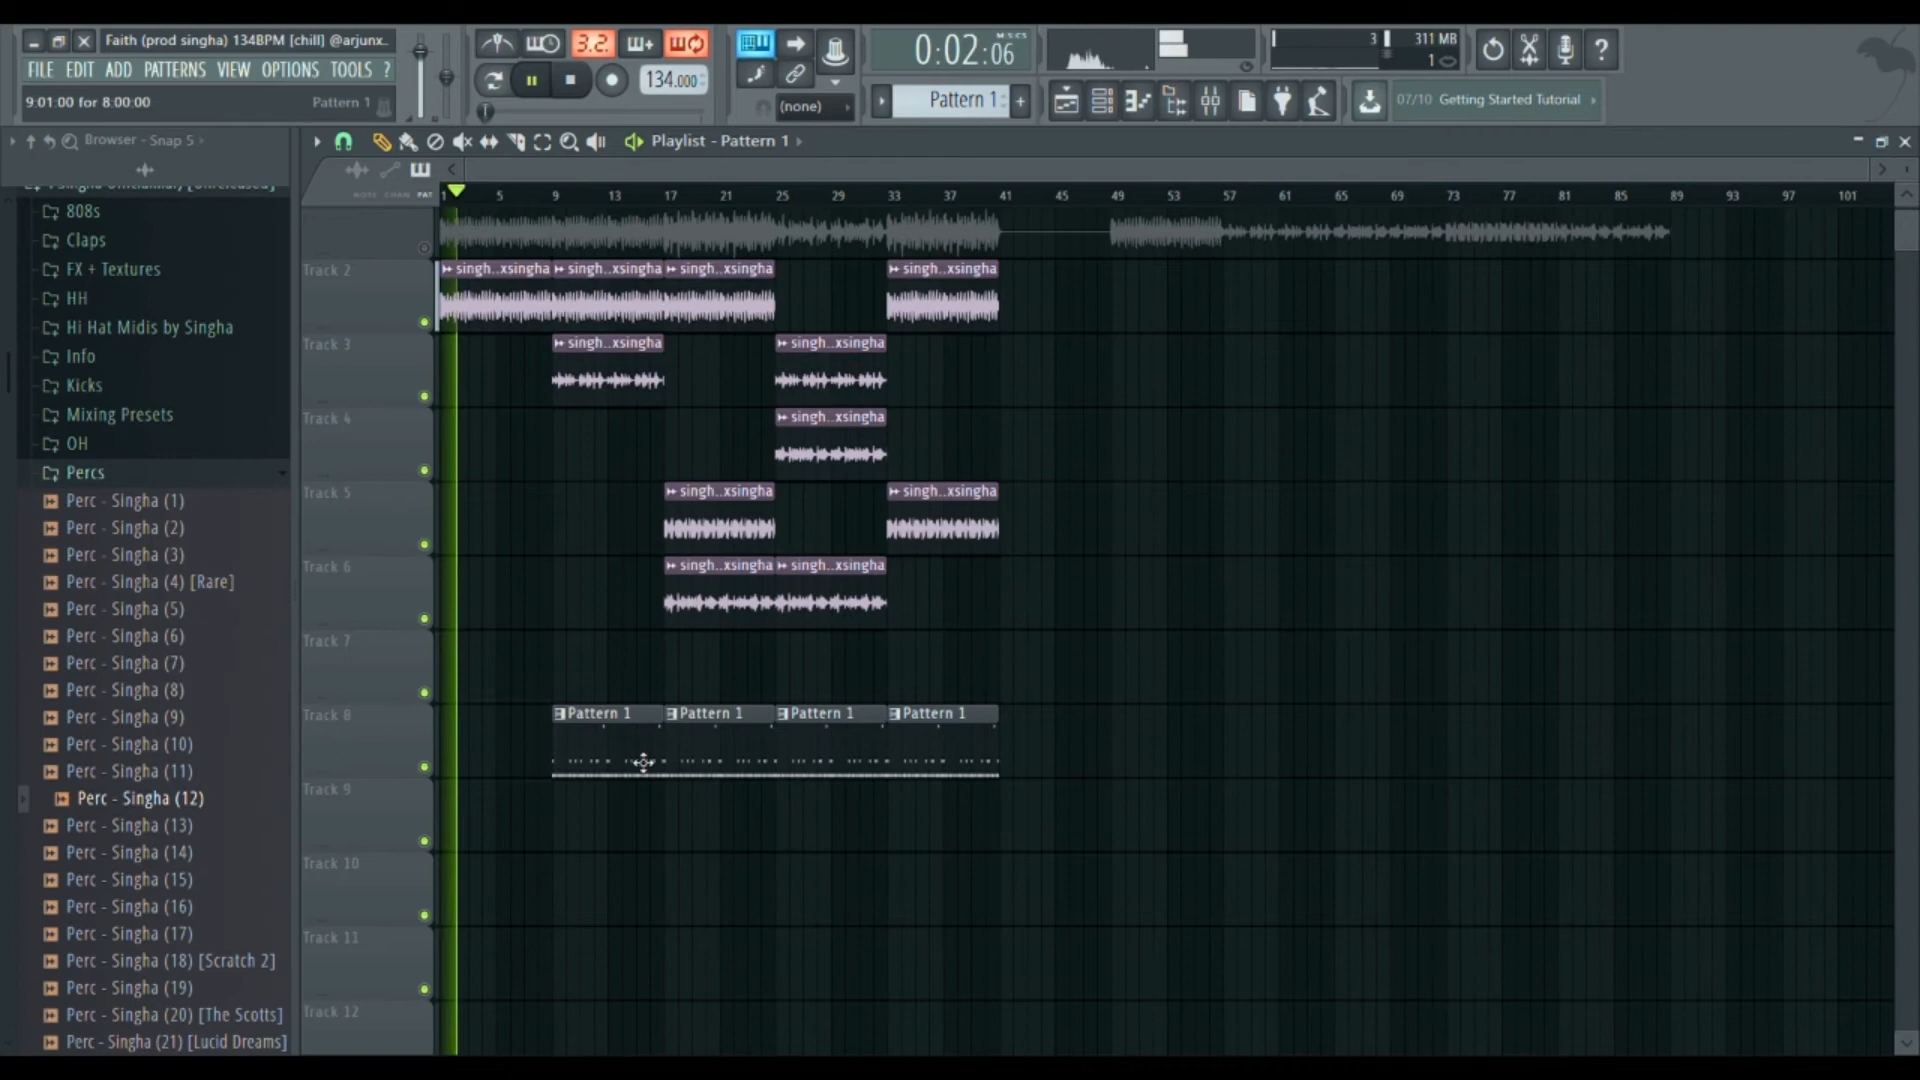 Faith (prod singha) 134BPM [chill] @arjunx..
FILE EDIT ADD PATTERNS VIEW OPTIONS TOOLS ?
9:01:00 for 8:00:00 Pattern 1
3.2.
134.000
(none)
0:02:06
M:S:CS
Pattern 1
3
311 MB
1
07/10 Getting Started Tutorial
Browser - Snap 5
Playlist - Pattern 1
NOTE CHAN PAT
1 5 9 13 17 21 25 29 33 37 41 45 49 53 57 61 65 69 73 77 81 85 89 93 97 101
808s
Claps
FX + Textures
HH
Hi Hat Midis by Singha
Info
Kicks
Mixing Presets
OH
Percs
Perc - Singha (1)
Perc - Singha (2)
Perc - Singha (3)
Perc - Singha (4) [Rare]
Perc - Singha (5)
Perc - Singha (6)
Perc - Singha (7)
Perc - Singha (8)
Perc - Singha (9)
Perc - Singha (10)
Perc - Singha (11)
Perc - Singha (12)
Perc - Singha (13)
Perc - Singha (14)
Perc - Singha (15)
Perc - Singha (16)
Perc - Singha (17)
Perc - Singha (18) [Scratch 2]
Perc - Singha (19)
Perc - Singha (20) [The Scotts]
Perc - Singha (21) [Lucid Dreams]
Track 2
singh..xsingha singh..xsingha singh..xsingha singh..xsingha
Track 3
singh..xsingha singh..xsingha
Track 4
singh..xsingha
Track 5
singh..xsingha singh..xsingha
Track 6
singh..xsingha singh..xsingha
Track 7
Track 8
Pattern 1 Pattern 1 Pattern 1 Pattern 1
Track 9
Track 10
Track 11
Track 12